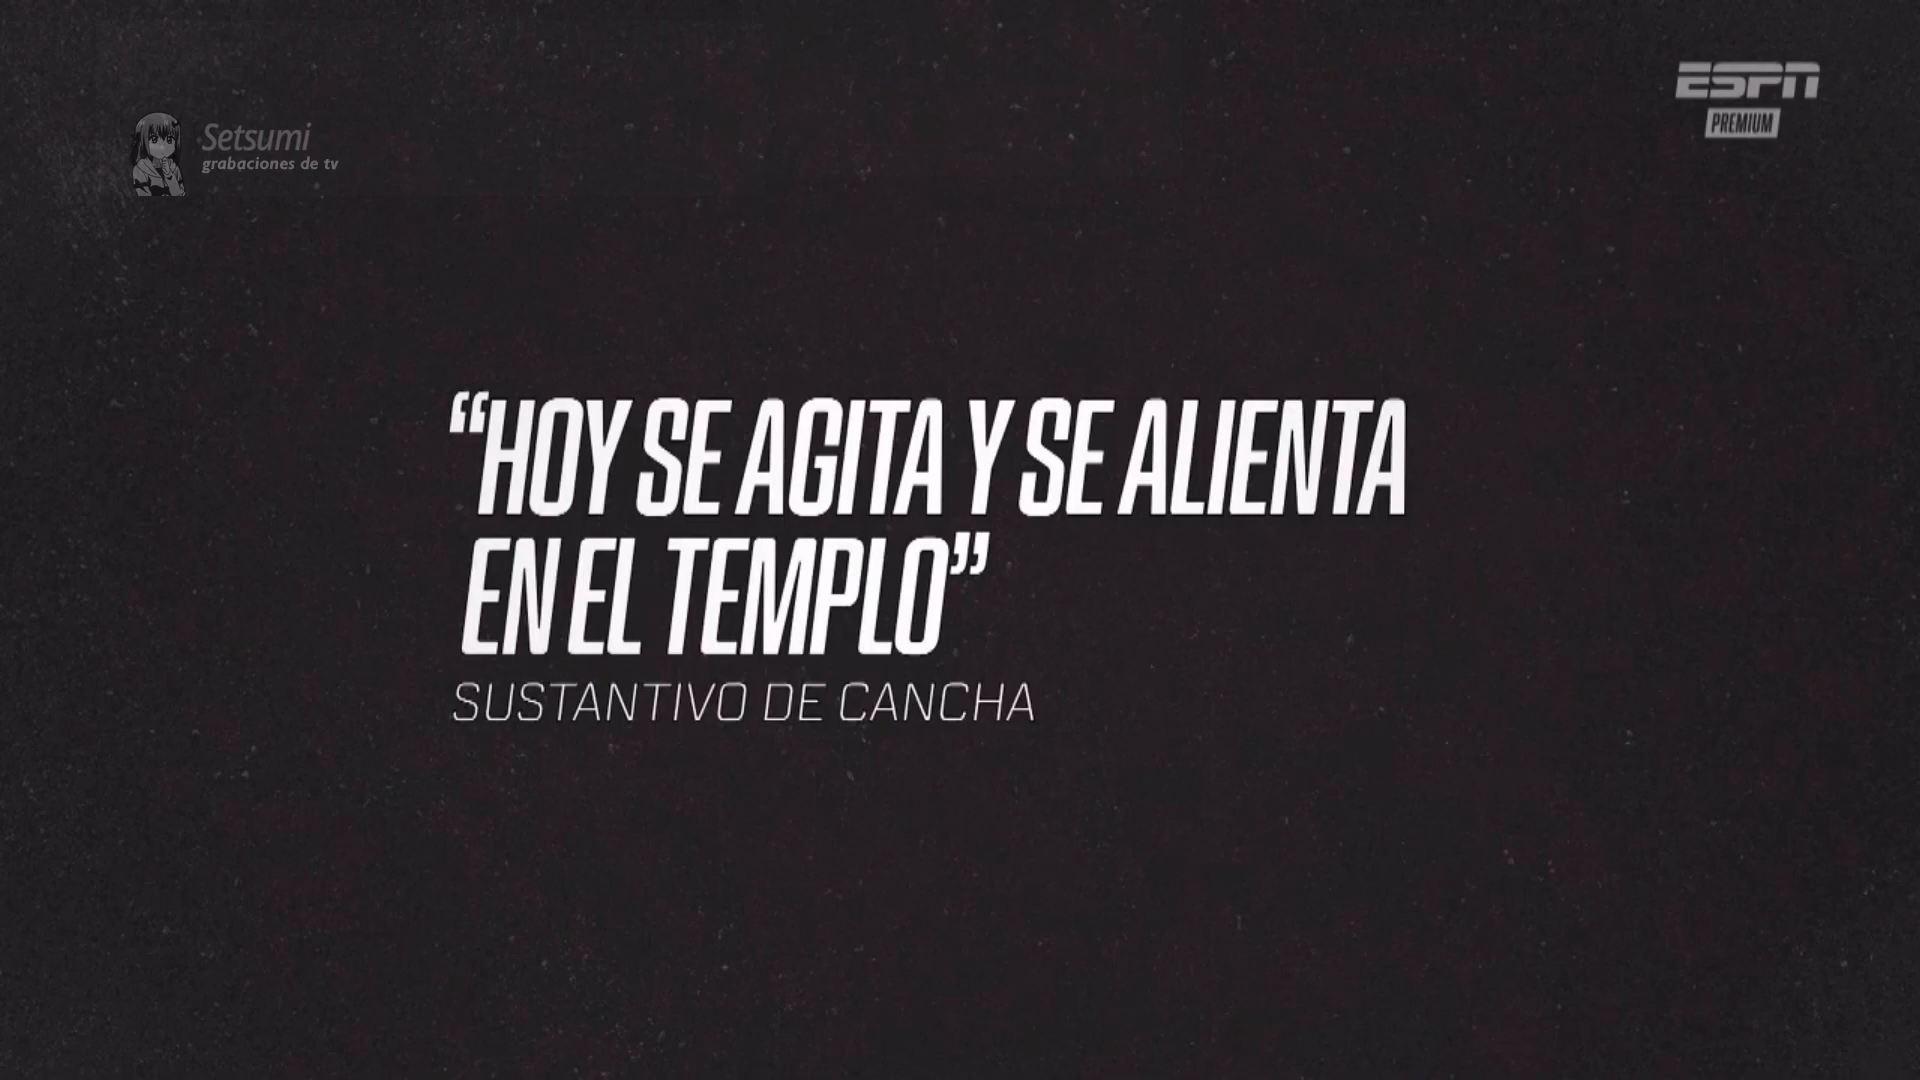 ESPN
PREMIUM
Setsumi
grabaciones de tv
“HOY SE AGITA Y SE ALIENTA
EN EL TEMPLO”
SUSTANTIVO DE CANCHA